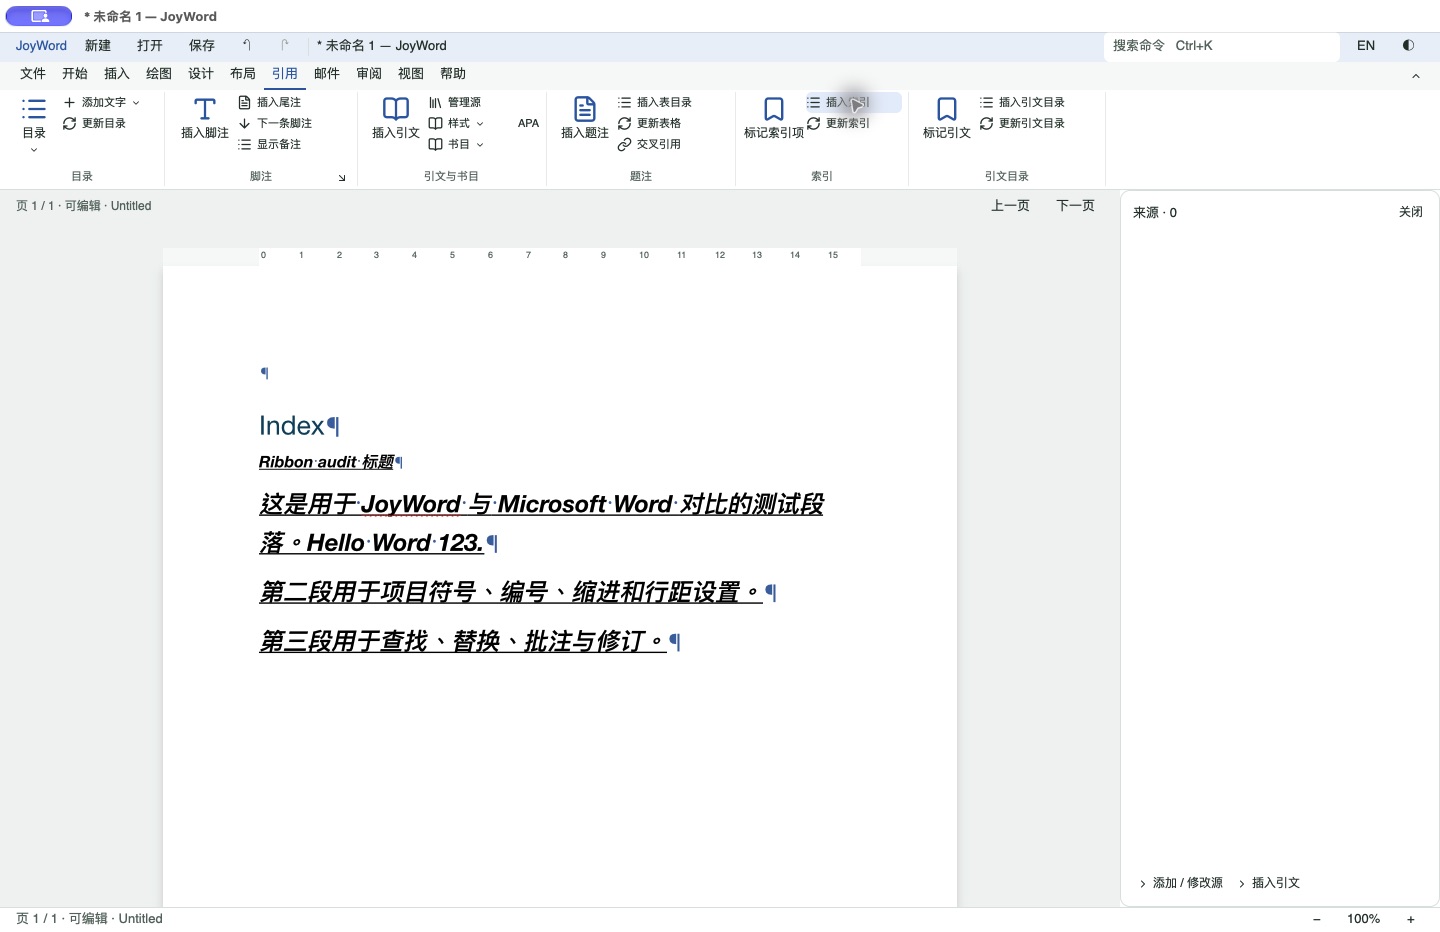 * 未命名 1 — JoyWord
JoyWord 新建 打开 保存 * 未命名 1 — JoyWord 搜索命令 Ctrl+K EN
文件 开始 插入 绘图 设计 布局 引用 邮件 审阅 视图 帮助
目录
添加文字
更新目录
目录
插入脚注
插入尾注
下一条脚注
显示备注
脚注
插入引文
管理源
样式 APA
书目
引文与书目
插入题注
插入表目录
更新表格
交叉引用
题注
标记索引项
插入索引
更新索引
索引
标记引文
插入引文目录
更新引文目录
引文目录
页 1 / 1 · 可编辑 · Untitled 上一页 下一页
来源 · 0 关闭
0 1 2 3 4 5 6 7 8 9 10 11 12 13 14 15
¶
Index¶
Ribbon·audit·标题¶
这是用于·JoyWord·与·Microsoft·Word·对比的测试段
落。Hello·Word·123.¶
第二段用于项目符号、编号、缩进和行距设置。¶
第三段用于查找、替换、批注与修订。¶
添加 / 修改源 插入引文
页 1 / 1 · 可编辑 · Untitled − 100% +